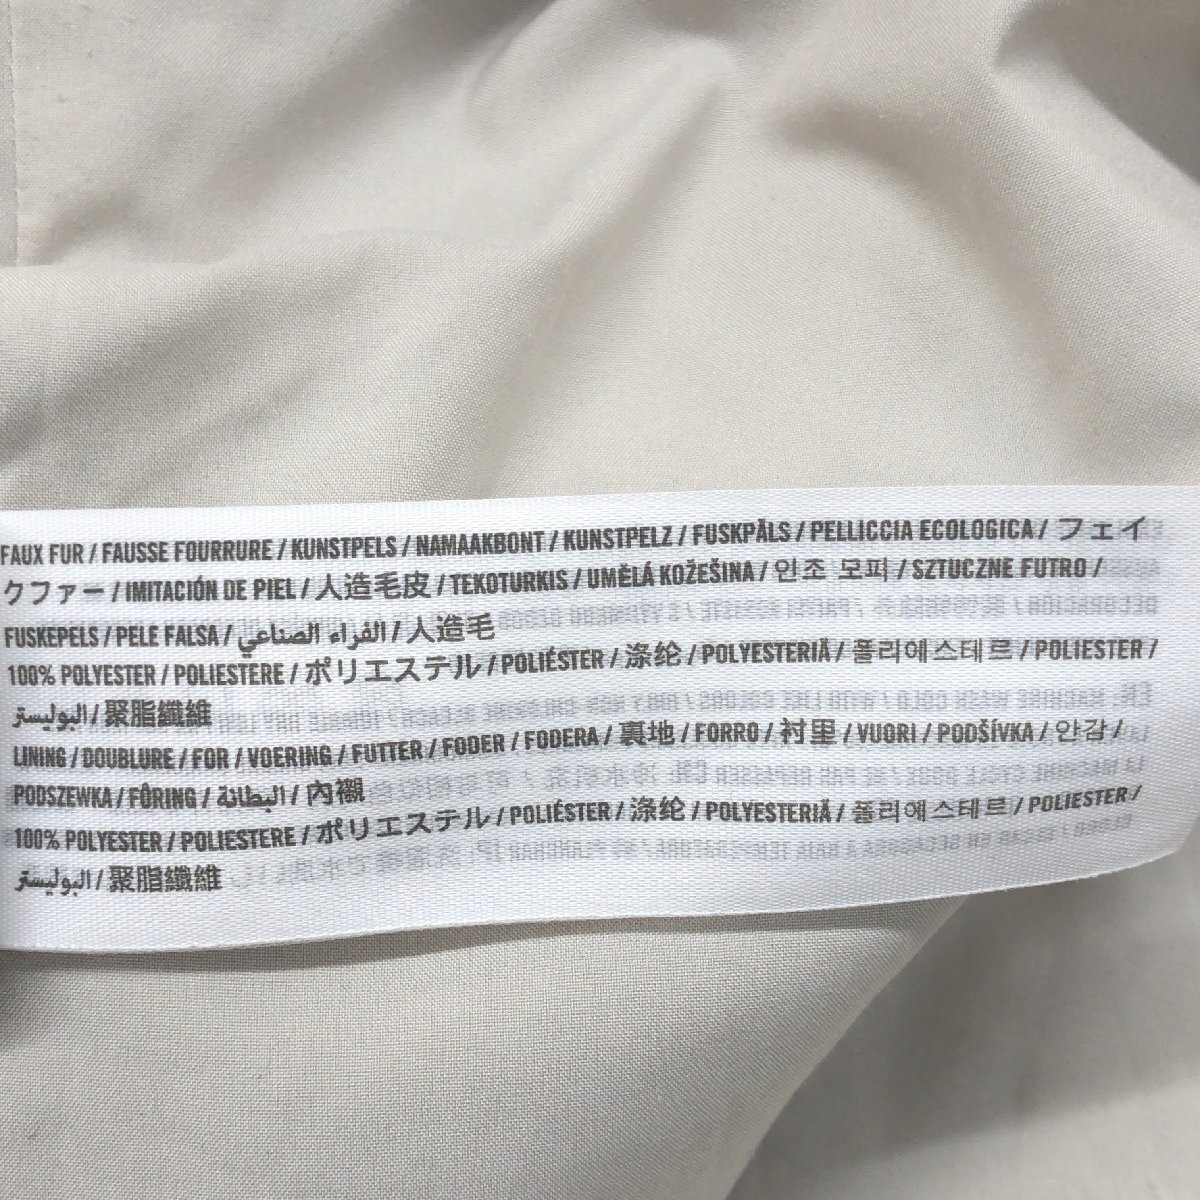 FAUX FUR / FAUSSE FOURRURE / KUNSTPELS / NAMAAKBONT / KUNSTPELZ / FUSKPÄLS / PELLICCIA ECOLOGICA / フェイ
クファー / IMITACIÓN DE PIEL / 人造毛皮 / TEKOTURKIS / UMĚLÁ KOŽEŠINA / 인조 모피 / SZTUCZNE FUTRO /
FUSKEPELS / PELE FALSA / الفراء الصناعي / 人造毛
100% POLYESTER / POLIESTERE / ポリエステル / POLIÉSTER / 涤纶 / POLYESTERIÄ / 폴리에스테르 / POLIESTER /
البوليستر / 聚脂纖維
LINING / DOUBLURE / FOR / VOERING / FUTTER / FODER / FODERA / 裏地 / FORRO / 衬里 / VUORI / PODŠÍVKA / 안감 /
PODSZEWKA / FÔRING / البطانة / 內襯
100% POLYESTER / POLIESTERE / ポリエステル / POLIÉSTER / 涤纶 / POLYESTERIÄ / 폴리에스테르 / POLIESTER /
البوليستر / 聚脂纖維